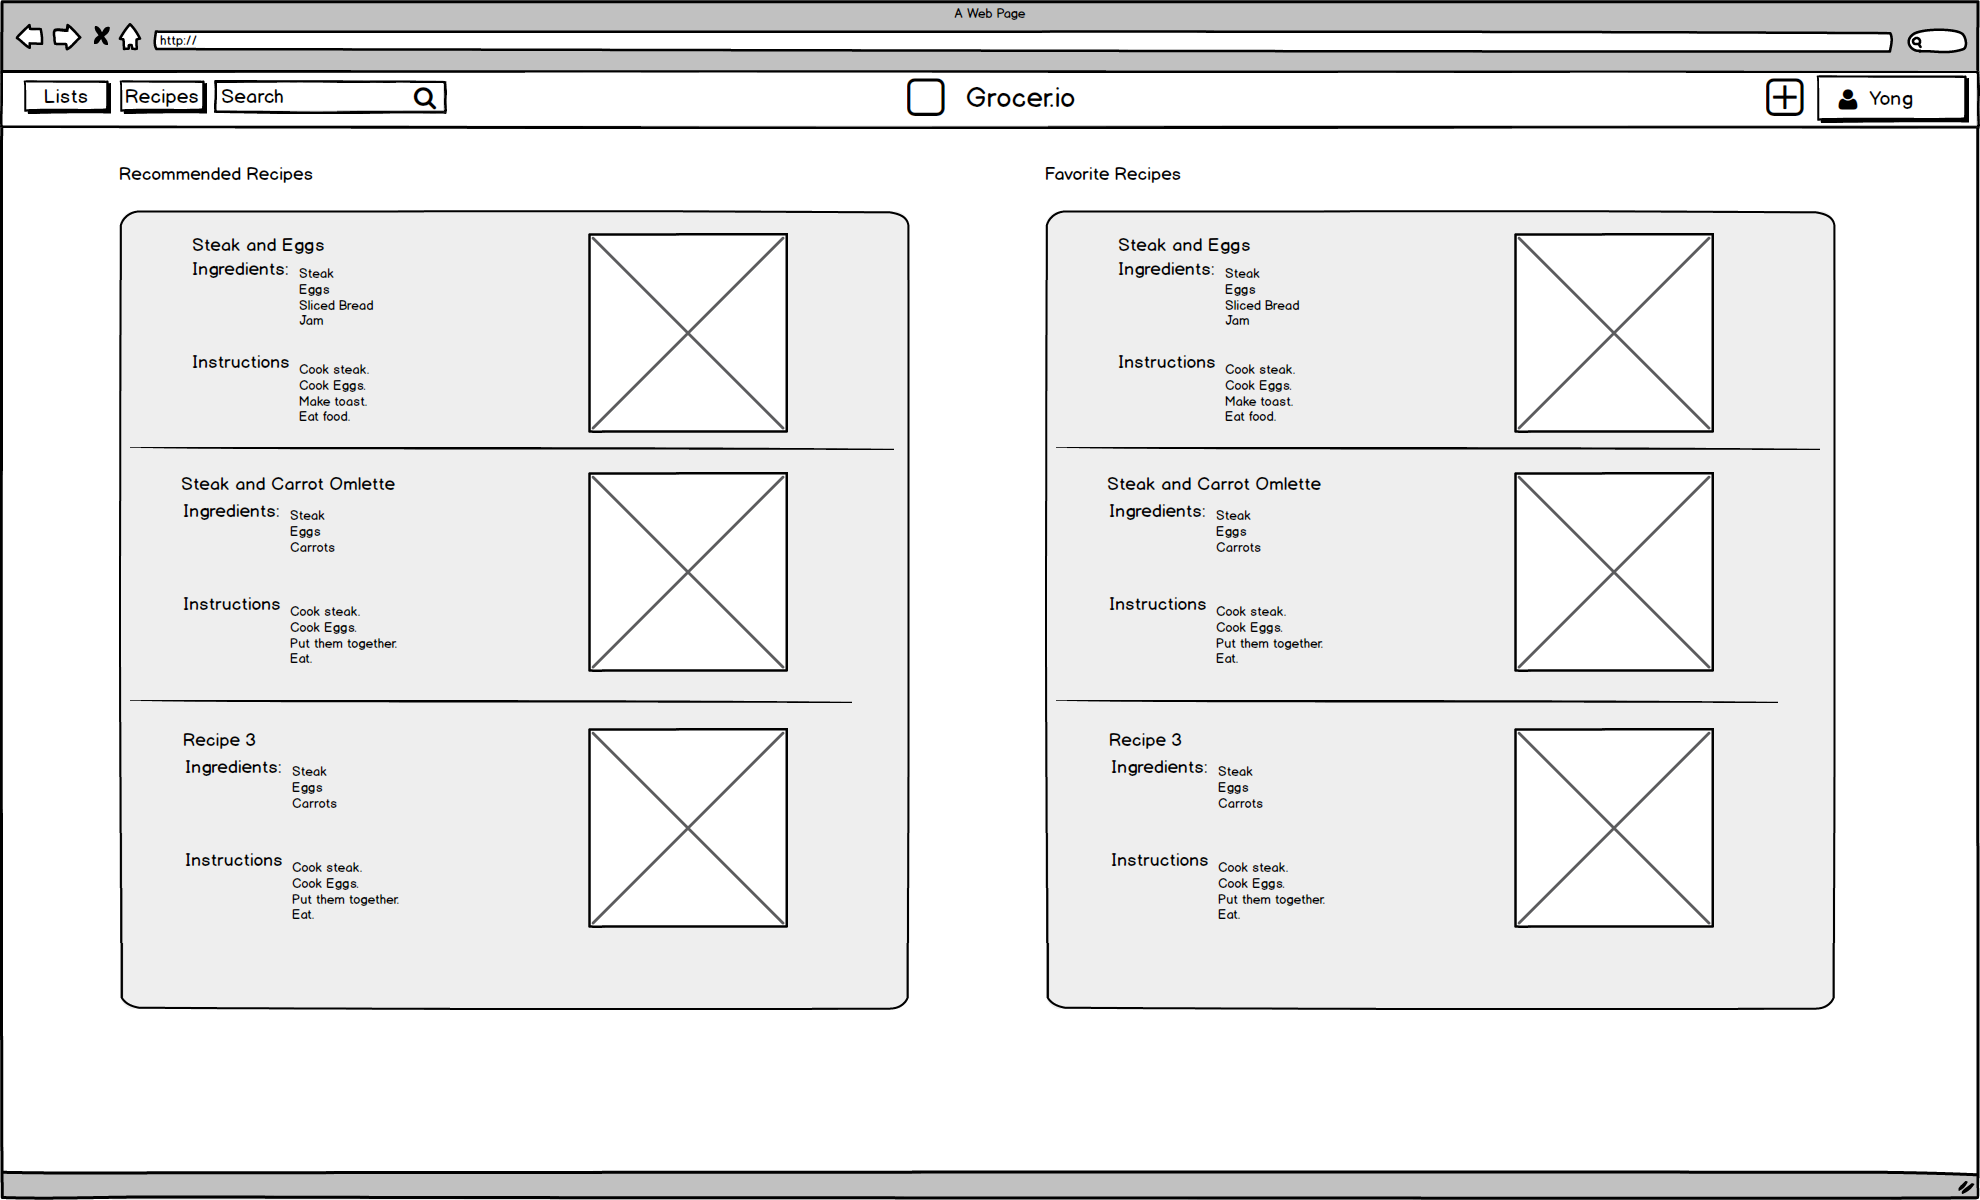 A Web Page
http://
Lists
Recipes
Search
Grocer.io
Yong
Recommended Recipes
Steak and Eggs
Ingredients:
Steak
Eggs
Sliced Bread
Jam
Instructions
Cook steak.
Cook Eggs.
Make toast.
Eat food.
Steak and Carrot Omlette
Ingredients:
Steak
Eggs
Carrots
Instructions
Cook steak.
Cook Eggs.
Put them together.
Eat.
Recipe 3
Ingredients:
Steak
Eggs
Carrots
Instructions
Cook steak.
Cook Eggs.
Put them together.
Eat.
Favorite Recipes
Steak and Eggs
Ingredients:
Steak
Eggs
Sliced Bread
Jam
Instructions
Cook steak.
Cook Eggs.
Make toast.
Eat food.
Steak and Carrot Omlette
Ingredients:
Steak
Eggs
Carrots
Instructions
Cook steak.
Cook Eggs.
Put them together.
Eat.
Recipe 3
Ingredients:
Steak
Eggs
Carrots
Instructions
Cook steak.
Cook Eggs.
Put them together.
Eat.